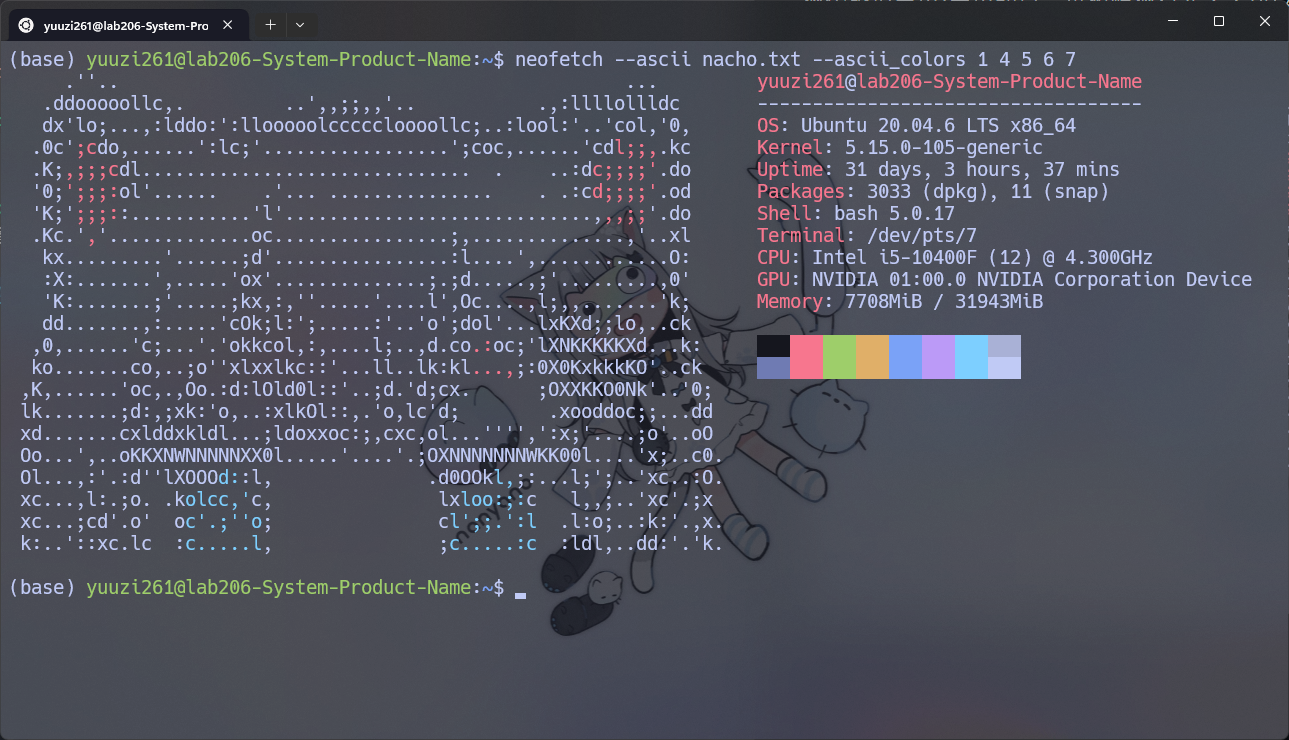 yuuzi261@lab206-System-Pro
(base) yuuzi261@lab206-System-Product-Name:~$ neofetch --ascii nacho.txt --ascii_colors 1 4 5 6 7
yuuzi261@lab206-System-Product-Name
-----------------------------------
OS: Ubuntu 20.04.6 LTS x86_64
Kernel: 5.15.0-105-generic
Uptime: 31 days, 3 hours, 37 mins
Packages: 3033 (dpkg), 11 (snap)
Shell: bash 5.0.17
Terminal: /dev/pts/7
CPU: Intel i5-10400F (12) @ 4.300GHz
GPU: NVIDIA 01:00.0 NVIDIA Corporation Device
Memory: 7708MiB / 31943MiB
(base) yuuzi261@lab206-System-Product-Name:~$